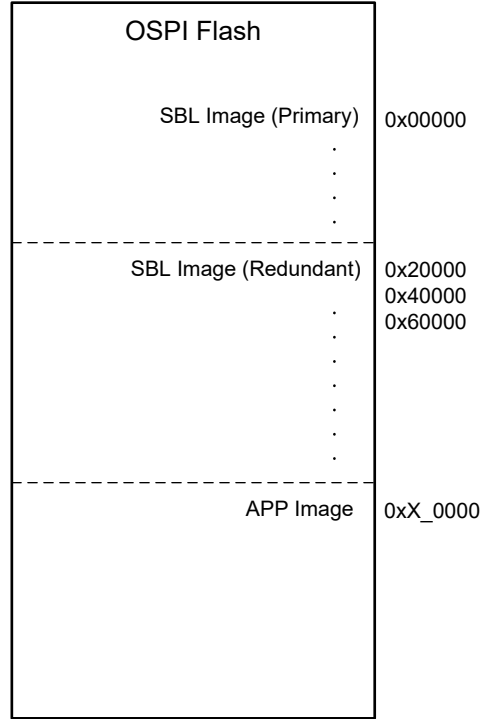 OSPI Flash
SBL Image (Primary) 0x00000
SBL Image (Redundant) 0x20000
0x40000
0x60000
APP Image 0xX_0000